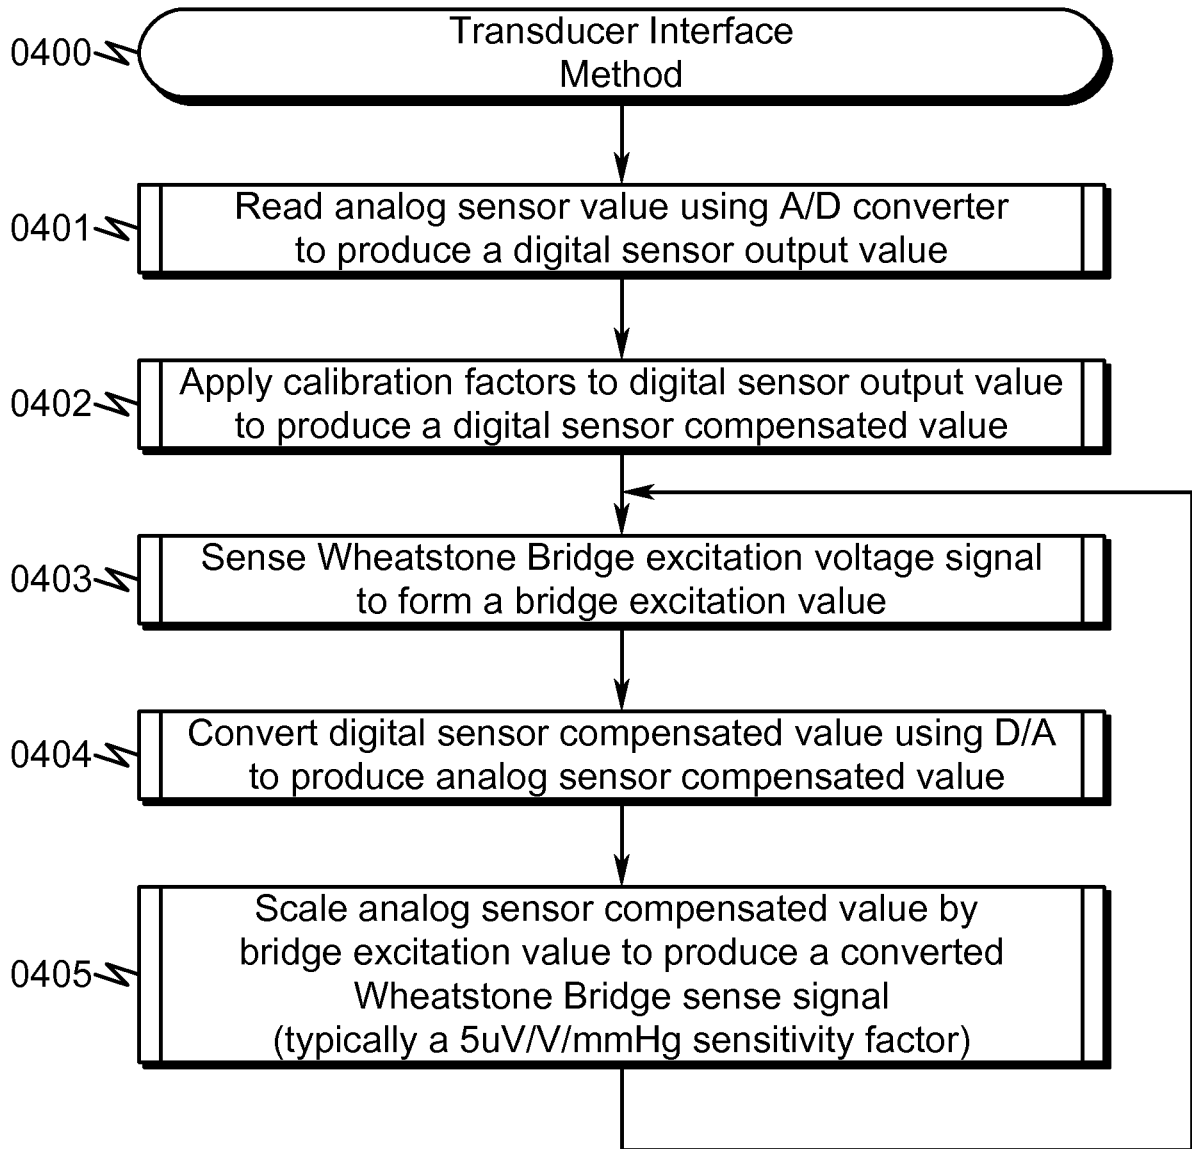 0400
Transducer Interface
Method
0401
Read analog sensor value using A/D converter
to produce a digital sensor output value
0402
Apply calibration factors to digital sensor output value
to produce a digital sensor compensated value
0403
Sense Wheatstone Bridge excitation voltage signal
to form a bridge excitation value
0404
Convert digital sensor compensated value using D/A
to produce analog sensor compensated value
0405
Scale analog sensor compensated value by
bridge excitation value to produce a converted
Wheatstone Bridge sense signal
(typically a 5uV/V/mmHg sensitivity factor)